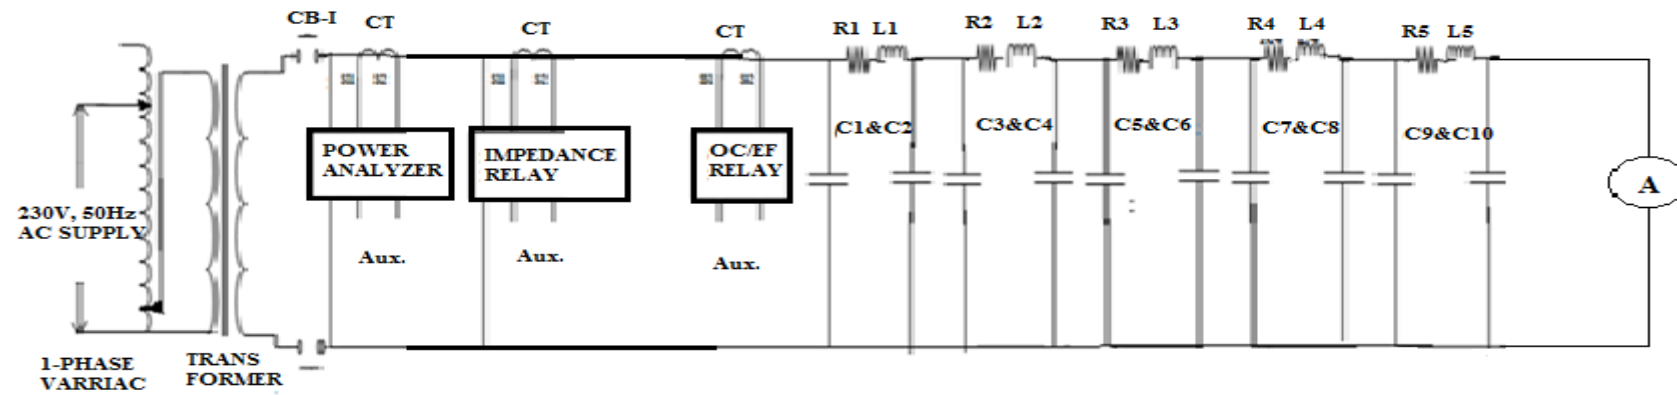 CB-I
CT
CT
CT
R1 L1
R2 L2
R3 L3
R4 L4
R5 L5
POWER
ANALYZER
IMPEDANCE
RELAY
OC/EF
RELAY
C1&C2
C3&C4
C5&C6
C7&C8
C9&C10
A
230V, 50Hz
AC SUPPLY
Aux.
Aux.
Aux.
1-PHASE
VARRIAC
TRANS
FORMER